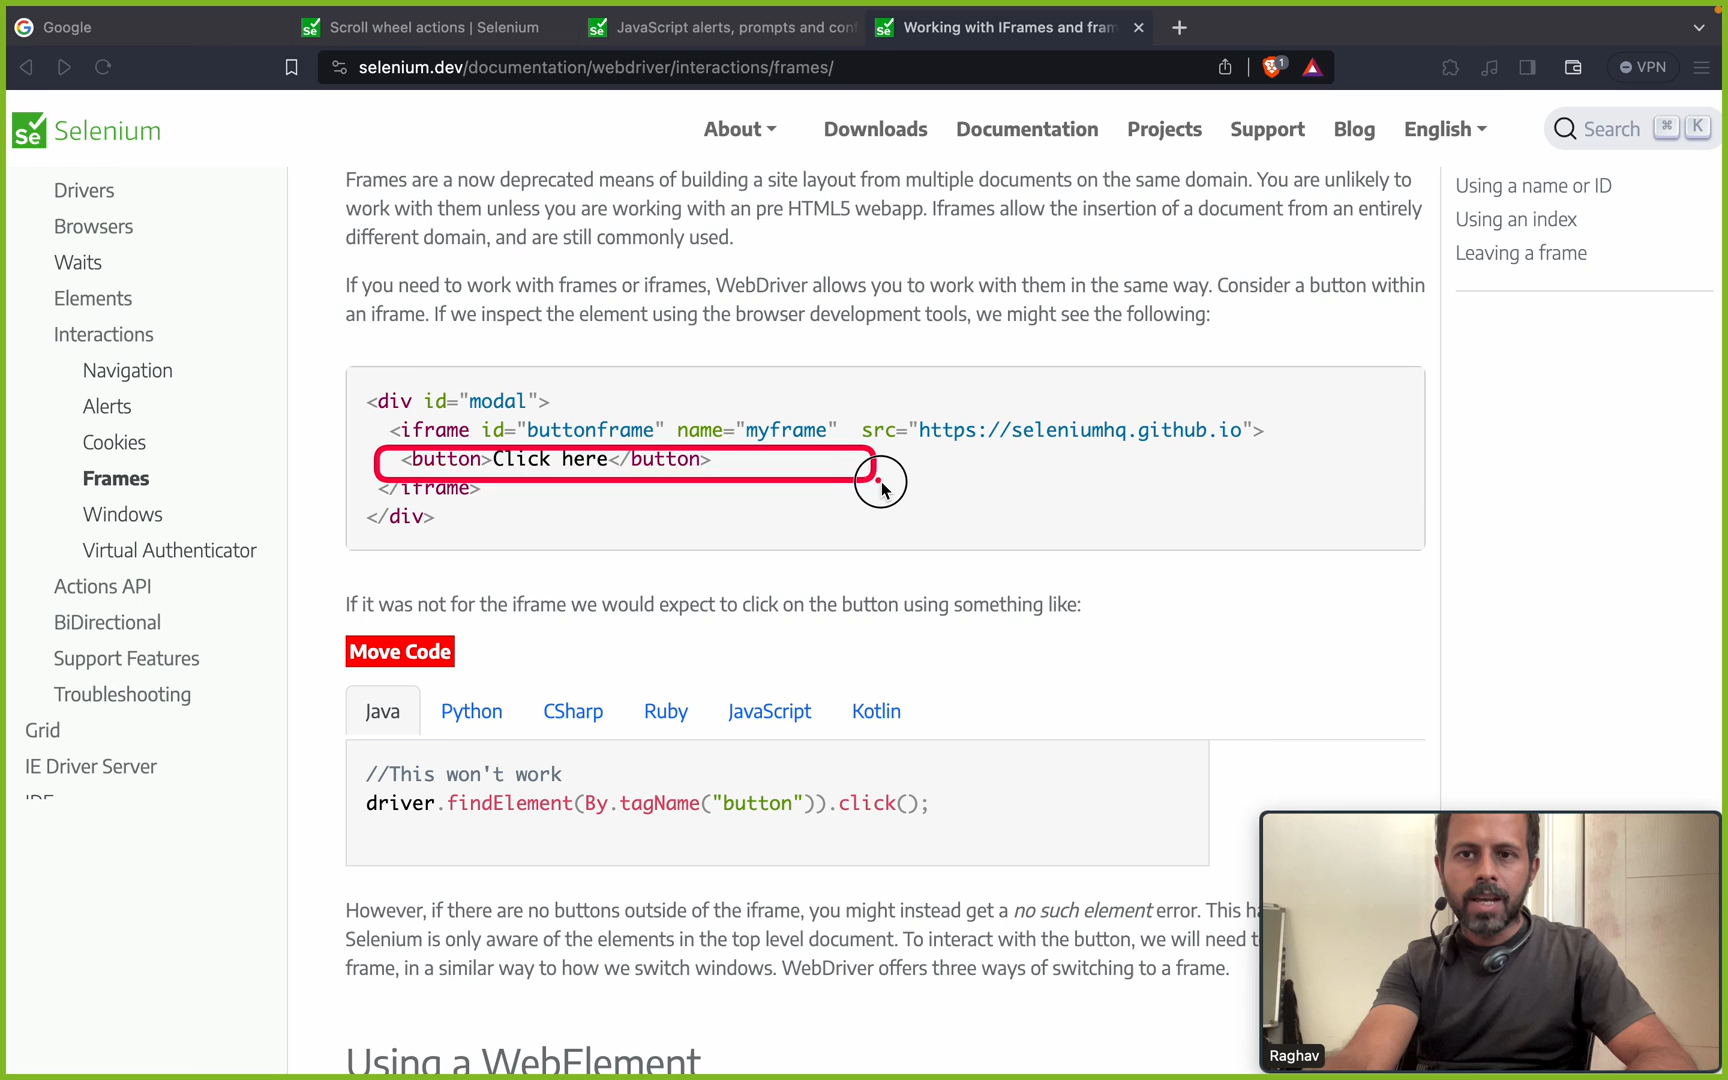 Google
Scroll wheel actions | Selenium
JavaScript alerts, prompts and con
Working with IFrames and fram
selenium.dev/documentation/webdriver/interactions/frames/
1
VPN
Se Selenium
About
Downloads
Documentation
Projects
Support
Blog
English
Search ⌘ K
Drivers
Browsers
Waits
Elements
Interactions
Navigation
Alerts
Cookies
Frames
Windows
Virtual Authenticator
Actions API
BiDirectional
Support Features
Troubleshooting
Grid
IE Driver Server
Frames are a now deprecated means of building a site layout from multiple documents on the same domain. You are unlikely to
work with them unless you are working with an pre HTML5 webapp. Iframes allow the insertion of a document from an entirely
different domain, and are still commonly used.
If you need to work with frames or iframes, WebDriver allows you to work with them in the same way. Consider a button within
an iframe. If we inspect the element using the browser development tools, we might see the following:
<div id="modal">
<iframe id="buttonframe" name="myframe" src="https://seleniumhq.github.io">
<button>Click here</button>
</iframe>
</div>
If it was not for the iframe we would expect to click on the button using something like:
Move Code
Java
Python
CSharp
Ruby
JavaScript
Kotlin
//This won't work
driver.findElement(By.tagName("button")).click();
However, if there are no buttons outside of the iframe, you might instead get a no such element error. This
Selenium is only aware of the elements in the top level document. To interact with the button, we will need
frame, in a similar way to how we switch windows. WebDriver offers three ways of switching to a frame.
Using a WebElement
Using a name or ID
Using an index
Leaving a frame
Raghav